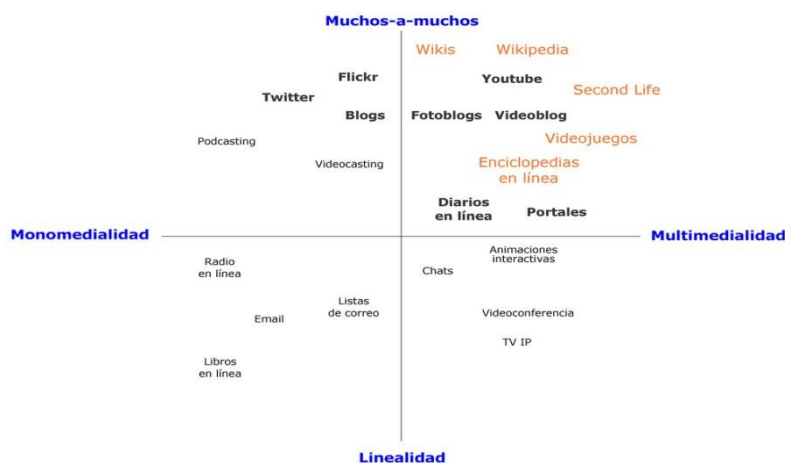 Muchos-a-muchos
Wikis
Wikipedia
Flickr
Youtube
Twitter
Second Life
Blogs
Fotoblogs
Videoblog
Podcasting
Videojuegos
Videocasting
Enciclopedias
en línea
Diarios
en línea
Portales
Monomedialidad
Multimedialidad
Radio
en línea
Animaciones
interactivas
Chats
Listas
de correo
Email
Videoconferencia
TV IP
Libros
en línea
Linealidad